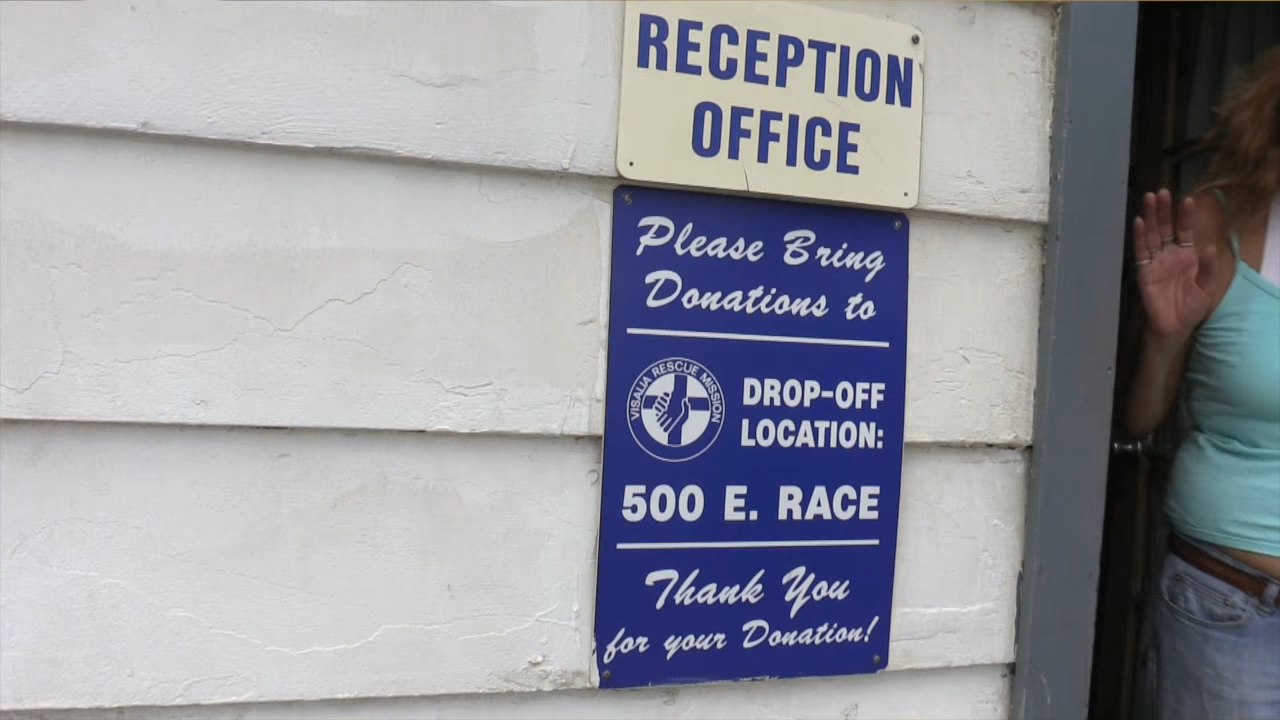 RECEPTION
OFFICE
Please Bring
Donations to
VISALIA RESCUE MISSION
DROP-OFF
LOCATION:
500 E. RACE
Thank You
for your Donation!